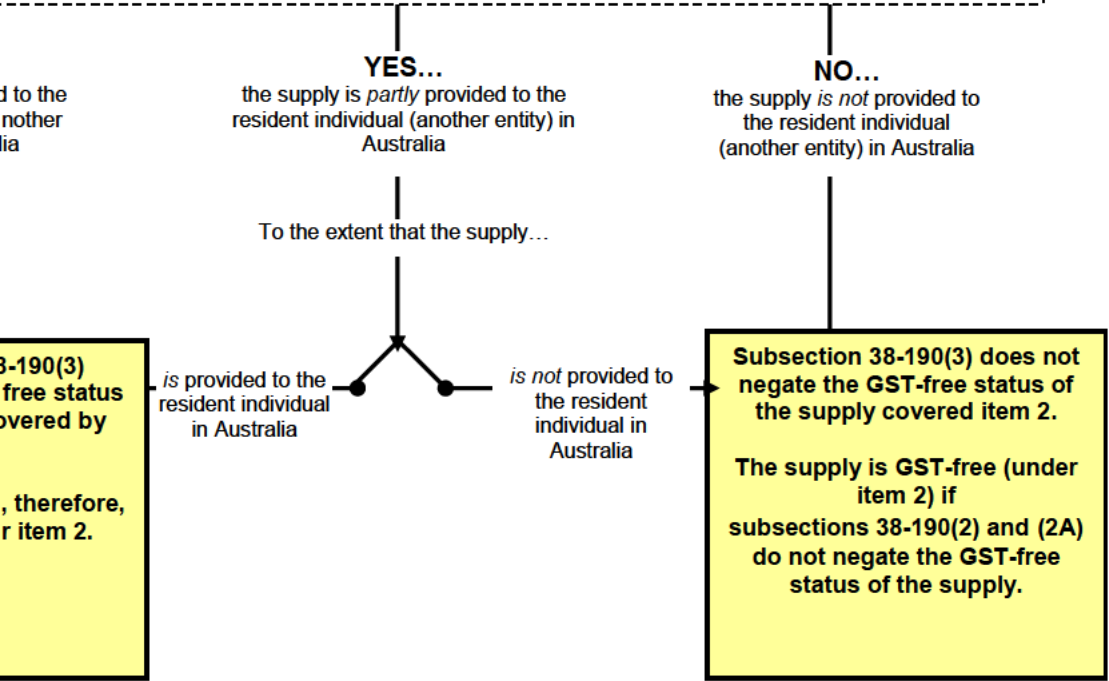 d to the
nother
lia
YES…
the supply is partly provided to the
resident individual (another entity) in
Australia
NO…
the supply is not provided to
the resident individual
(another entity) in Australia
To the extent that the supply…
3-190(3)
free status
overed by
, therefore,
r item 2.
is provided to the
resident individual
in Australia
is not provided to
the resident
individual in
Australia
Subsection 38-190(3) does not
negate the GST-free status of
the supply covered item 2.
The supply is GST-free (under
item 2) if
subsections 38-190(2) and (2A)
do not negate the GST-free
status of the supply.